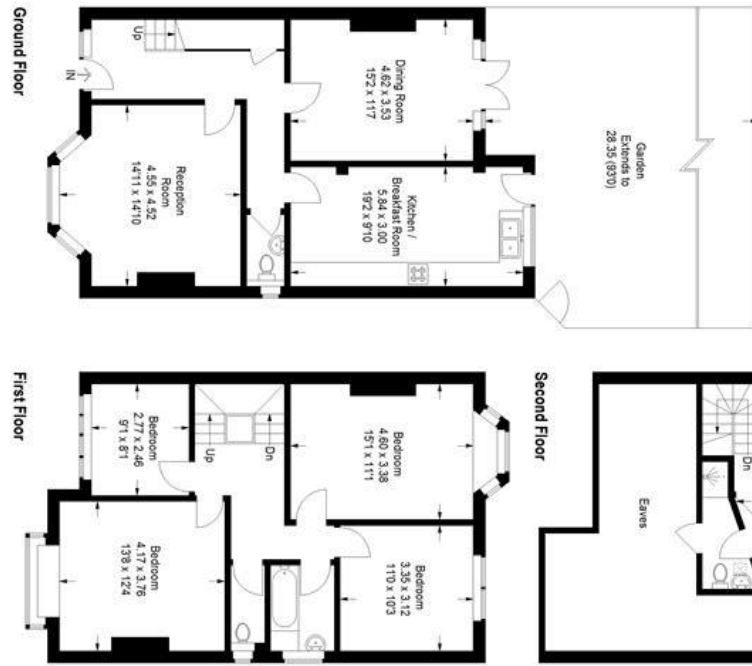 Ground Floor
Up
IN
Reception
Room
4.55 x 4.52
14'11 x 14'10
Dining Room
4.62 x 3.53
15'2 x 11'7
Kitchen /
Breakfast Room
5.84 x 3.00
19'2 x 9'10
Garden
Extends to
28.35 (93'0)
First Floor
Bedroom
2.77 x 2.46
9'1 x 8'1
Up
Dn
Bedroom
4.60 x 3.38
15'1 x 11'1
Bedroom
4.17 x 3.76
13'8 x 12'4
Bedroom
3.35 x 3.12
11'0 x 10'3
Second Floor
Dn
Eaves